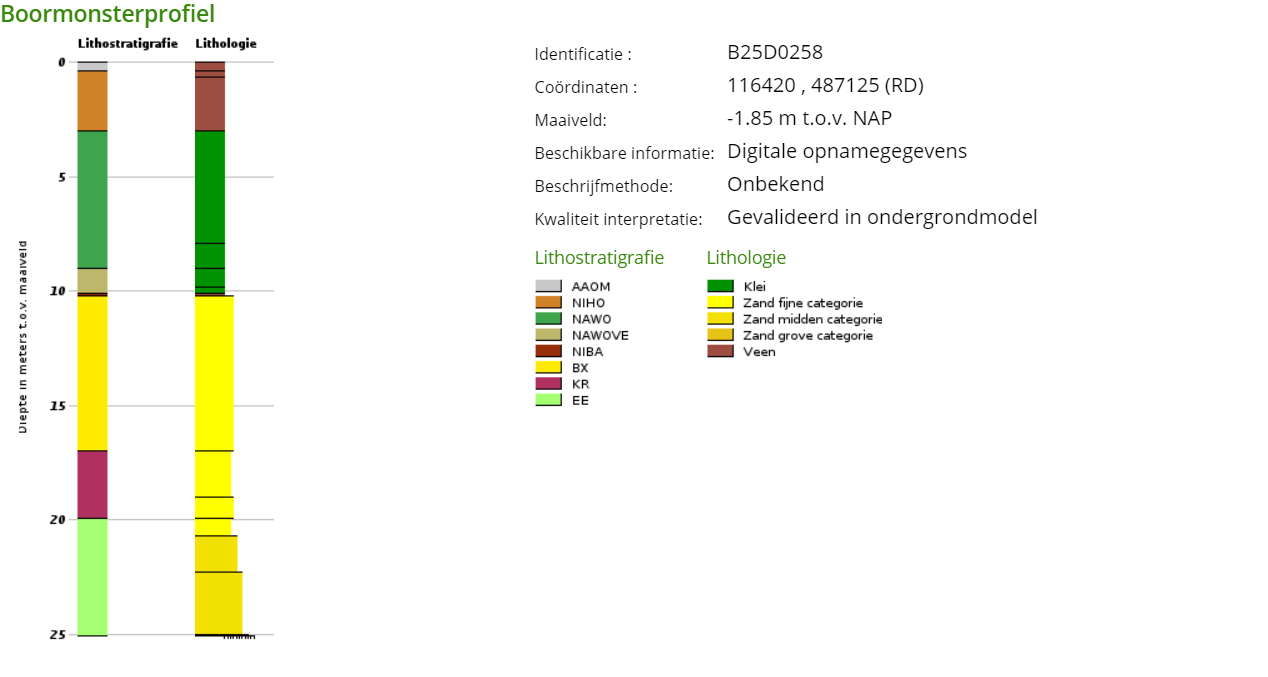 Boormonsterprofiel
Lithostratigrafie Lithologie
0
5
10
15
20
25
Diepte in meters t.o.v. maaiveld
Identificatie : B25D0258
Coördinaten : 116420 , 487125 (RD)
Maaiveld: -1.85 m t.o.v. NAP
Beschikbare informatie: Digitale opnamegegevens
Beschrijfmethode: Onbekend
Kwaliteit interpretatie: Gevalideerd in ondergrondmodel
Lithostratigrafie
AAOM
NIHO
NAWO
NAWOVE
NIBA
BX
KR
EE
Lithologie
Klei
Zand fijne categorie
Zand midden categorie
Zand grove categorie
Veen